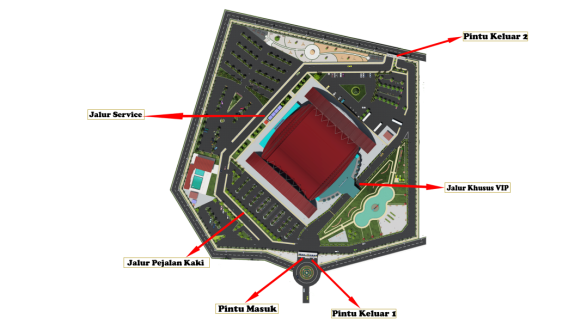 Pintu Keluar 2
Jalur Service
Jalur Khusus VIP
Jalur Pejalan Kaki
Pintu Masuk
Pintu Keluar 1